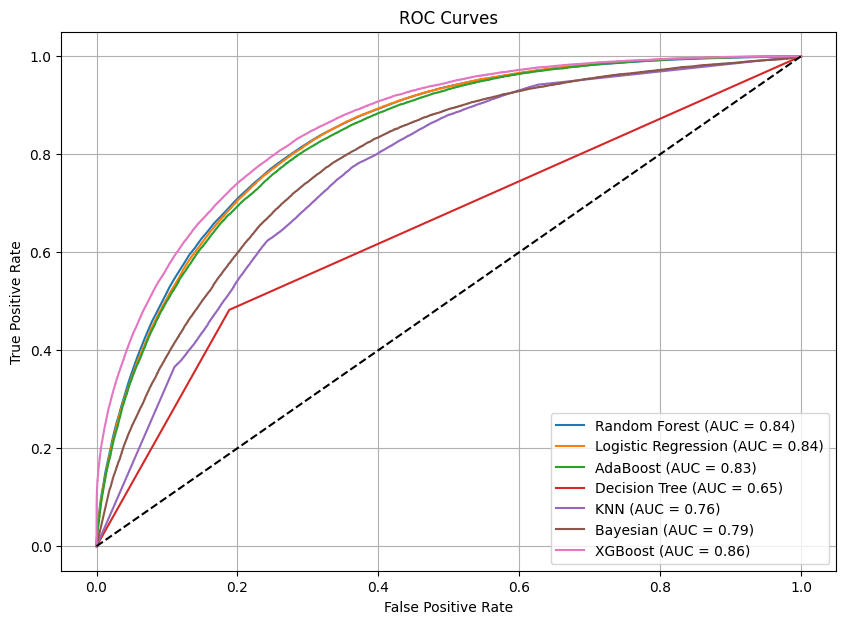 ROC Curves
1.0
0.8
0.6
0.4
0.2
0.0
True Positive Rate
Random Forest (AUC = 0.84)
Logistic Regression (AUC = 0.84)
AdaBoost (AUC = 0.83)
Decision Tree (AUC = 0.65)
KNN (AUC = 0.76)
Bayesian (AUC = 0.79)
XGBoost (AUC = 0.86)
0.0 0.2 0.4 0.6 0.8 1.0
False Positive Rate